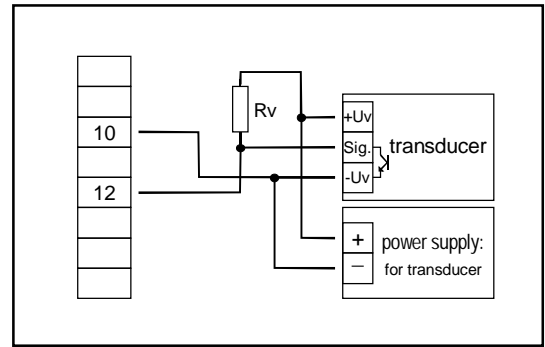 10
12
Rv
+Uv
Sig.
-Uv
transducer
+
−
power supply:
for transducer